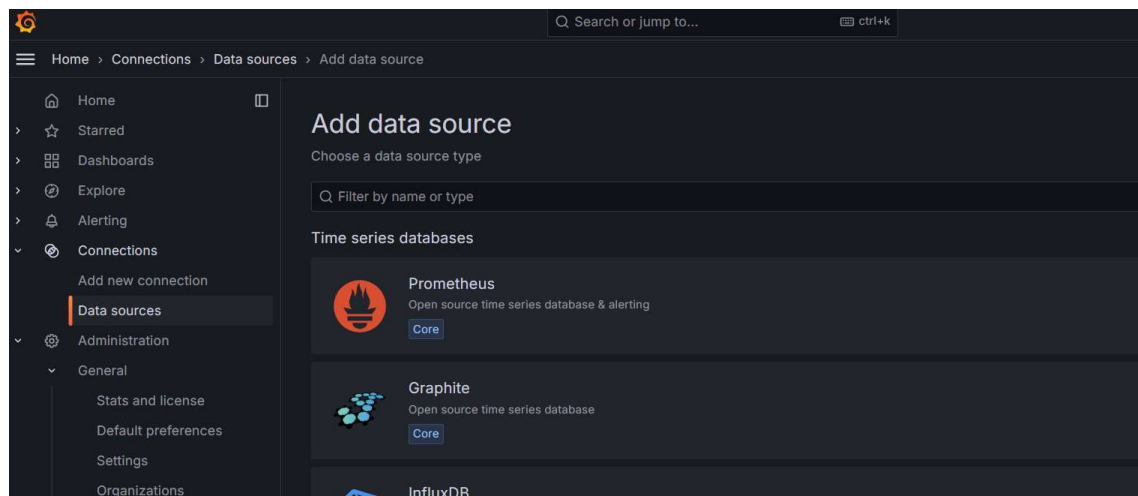 Search or jump to... ctrl+k
Home › Connections › Data sources › Add data source
Home
Starred
Dashboards
Explore
Alerting
Connections
Add new connection
Data sources
Administration
General
Stats and license
Default preferences
Settings
Organizations
Add data source
Choose a data source type
Filter by name or type
Time series databases
Prometheus
Open source time series database & alerting
Core
Graphite
Open source time series database
Core
InfluxDB